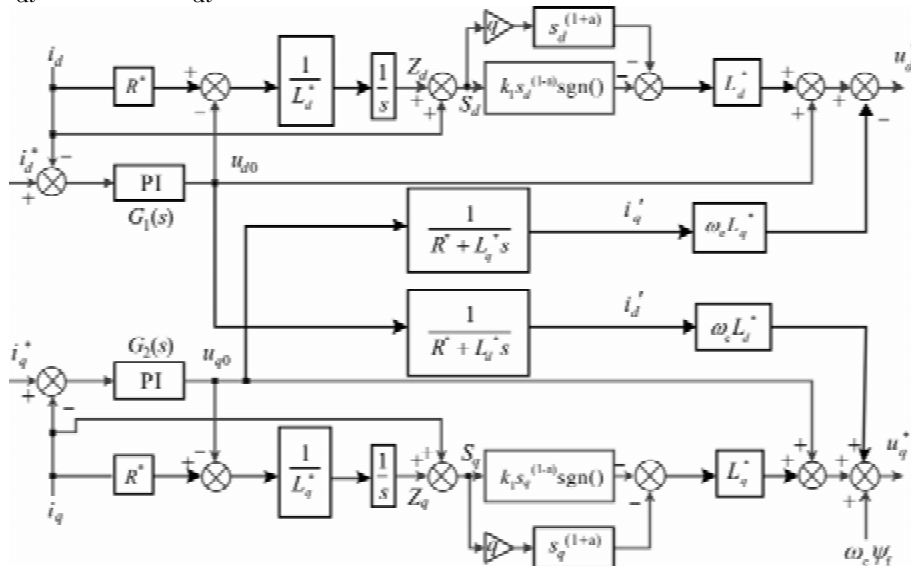 dt dt
i_d
R^*
+
−
1/L_d^*
1/s
Z_d
+
+
S_d
q
s_d^(1+a)
k_1 s_d^(1-a) sgn()
−
−
L_d^*
+
+
+
−
i_d^*
−
+
PI
G_1(s)
u_d0
1/(R^* + L_q^* s)
i_q′
ω_e L_q^*
1/(R^* + L_d^* s)
i_d′
ω_e L_d^*
i_q^*
+
−
G_2(s)
PI
u_q0
i_q
R^*
+
−
1/L_q^*
1/s
Z_q
+
+
S_q
k_1 s_q^(1-a) sgn()
q
s_q^(1+a)
−
−
L_q^*
+
+
+
+
+
u_q^*
ω_e ψ_f